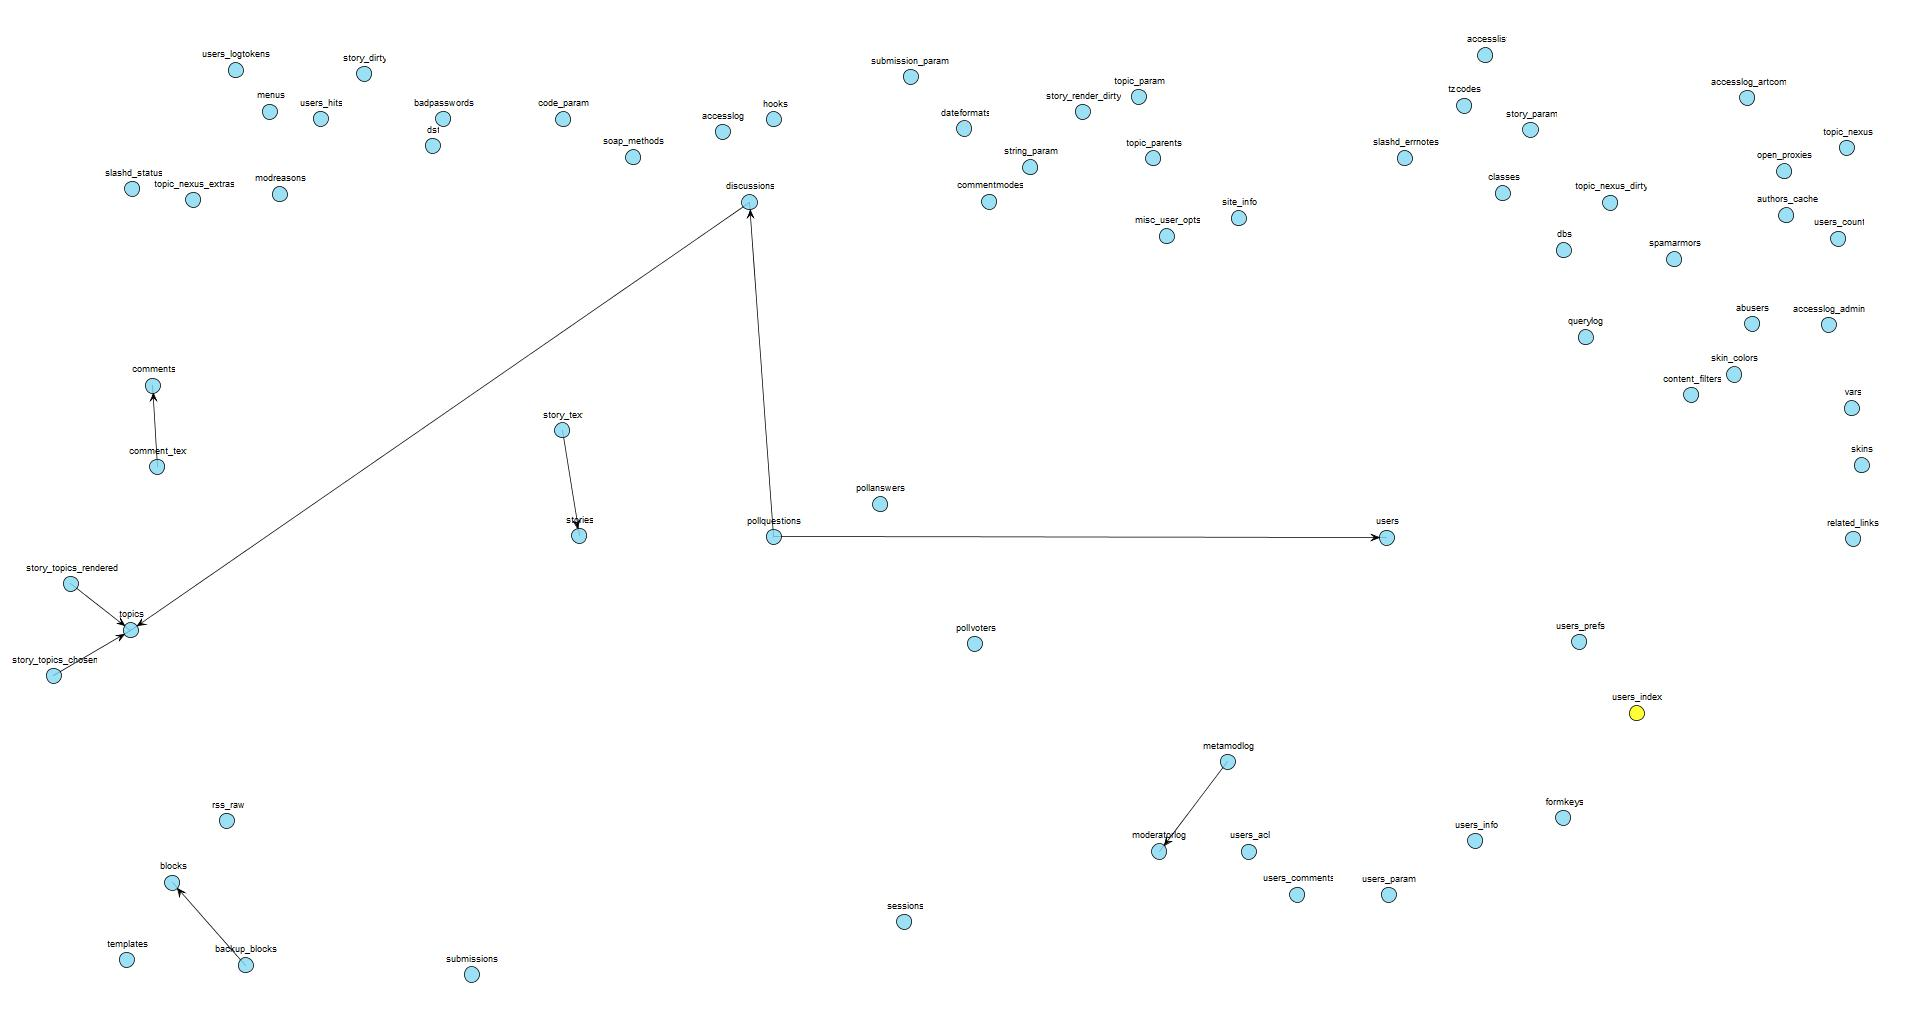 accesslis
users_logtokens
story_dirty
submission_param
topic_param
accesslog_artcom
tzcodes
menus
users_hits
badpasswords
code_param
hooks
story_render_dirty
accesslog
dateformats
story_param
dst
topic_nexus
soap_methods
slashd_errnotes
topic_parents
string_param
open_proxies
slashd_status
topic_nexus_extras
modreasons
discussions
commentmodes
classes
topic_nexus_dirty
authors_cache
site_info
misc_user_opts
users_count
dbs
spamarmors
abusers
accesslog_admin
querylog
skin_colors
comments
content_filters
vars
story_tex
comment_tex
skins
pollanswers
stories
pollquestions
users
related_links
story_topics_rendered
topics
pollvoters
users_prefs
story_topics_chosen
users_index
metamodlog
rss_raw
formkeys
users_info
moderatorlog
users_acl
blocks
users_comments
users_param
sessions
templates
backup_blocks
submissions